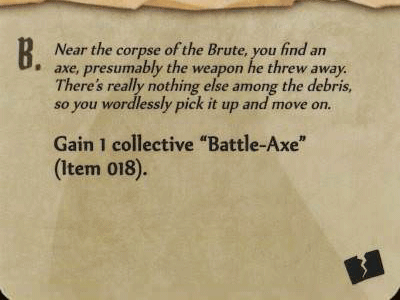 B.
Near the corpse of the Brute, you find an
axe, presumably the weapon he threw away.
There's really nothing else among the debris,
so you wordlessly pick it up and move on.
Gain 1 collective “Battle-Axe”
(Item 018).